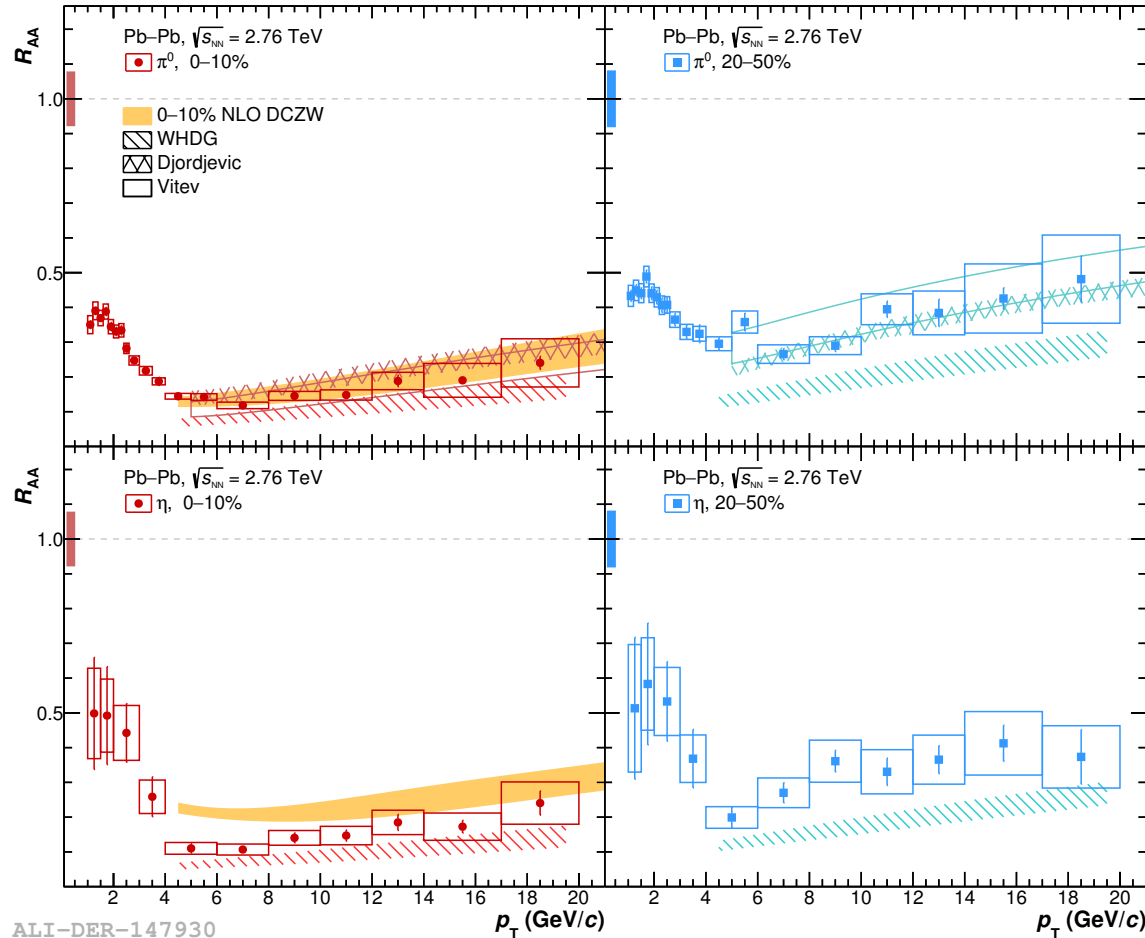 R_AA
Pb–Pb, √s_NN = 2.76 TeV
π⁰, 0–10%
0–10% NLO DCZW
WHDG
Djordjevic
Vitev
1.0
0.5
Pb–Pb, √s_NN = 2.76 TeV
π⁰, 20–50%
R_AA
Pb–Pb, √s_NN = 2.76 TeV
η, 0–10%
1.0
0.5
Pb–Pb, √s_NN = 2.76 TeV
η, 20–50%
2 4 6 8 10 12 14 16 18 20
p_T (GeV/c)
2 4 6 8 10 12 14 16 18 20
p_T (GeV/c)
ALI−DER−147930